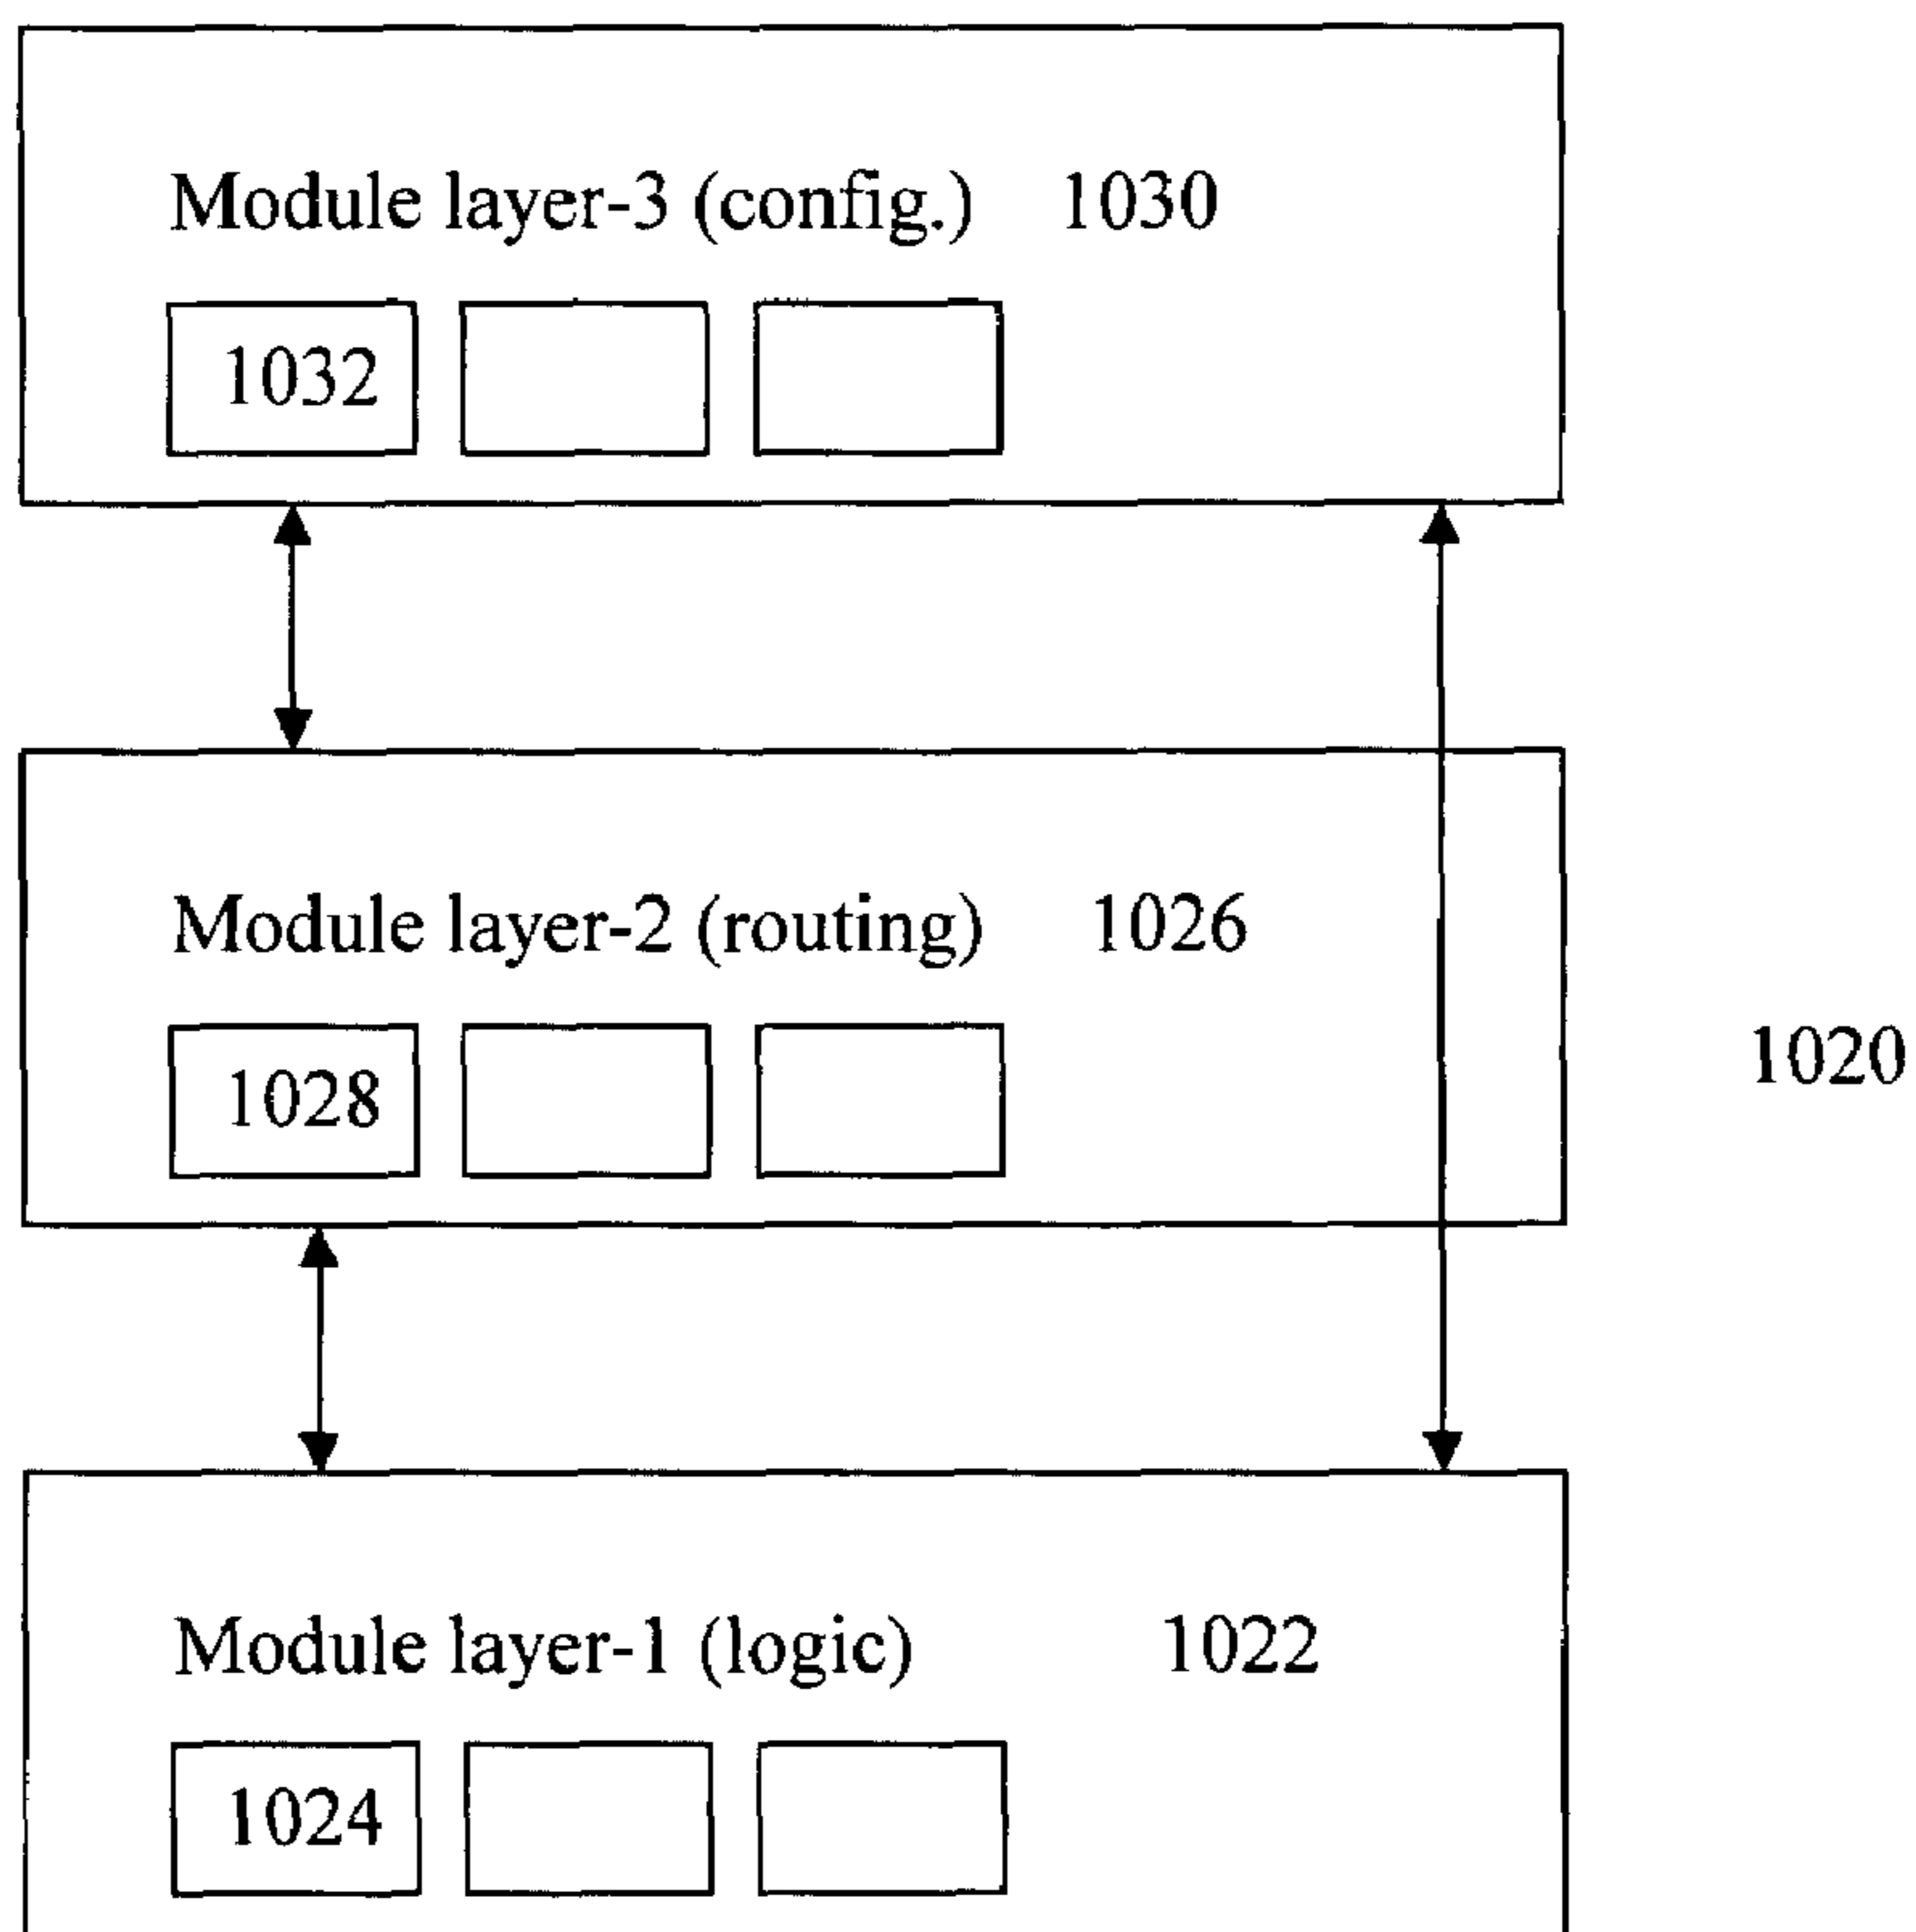 Module layer-3 (config.) 1030
1032
Module layer-2 (routing) 1026
1028
1020
Module layer-1 (logic) 1022
1024